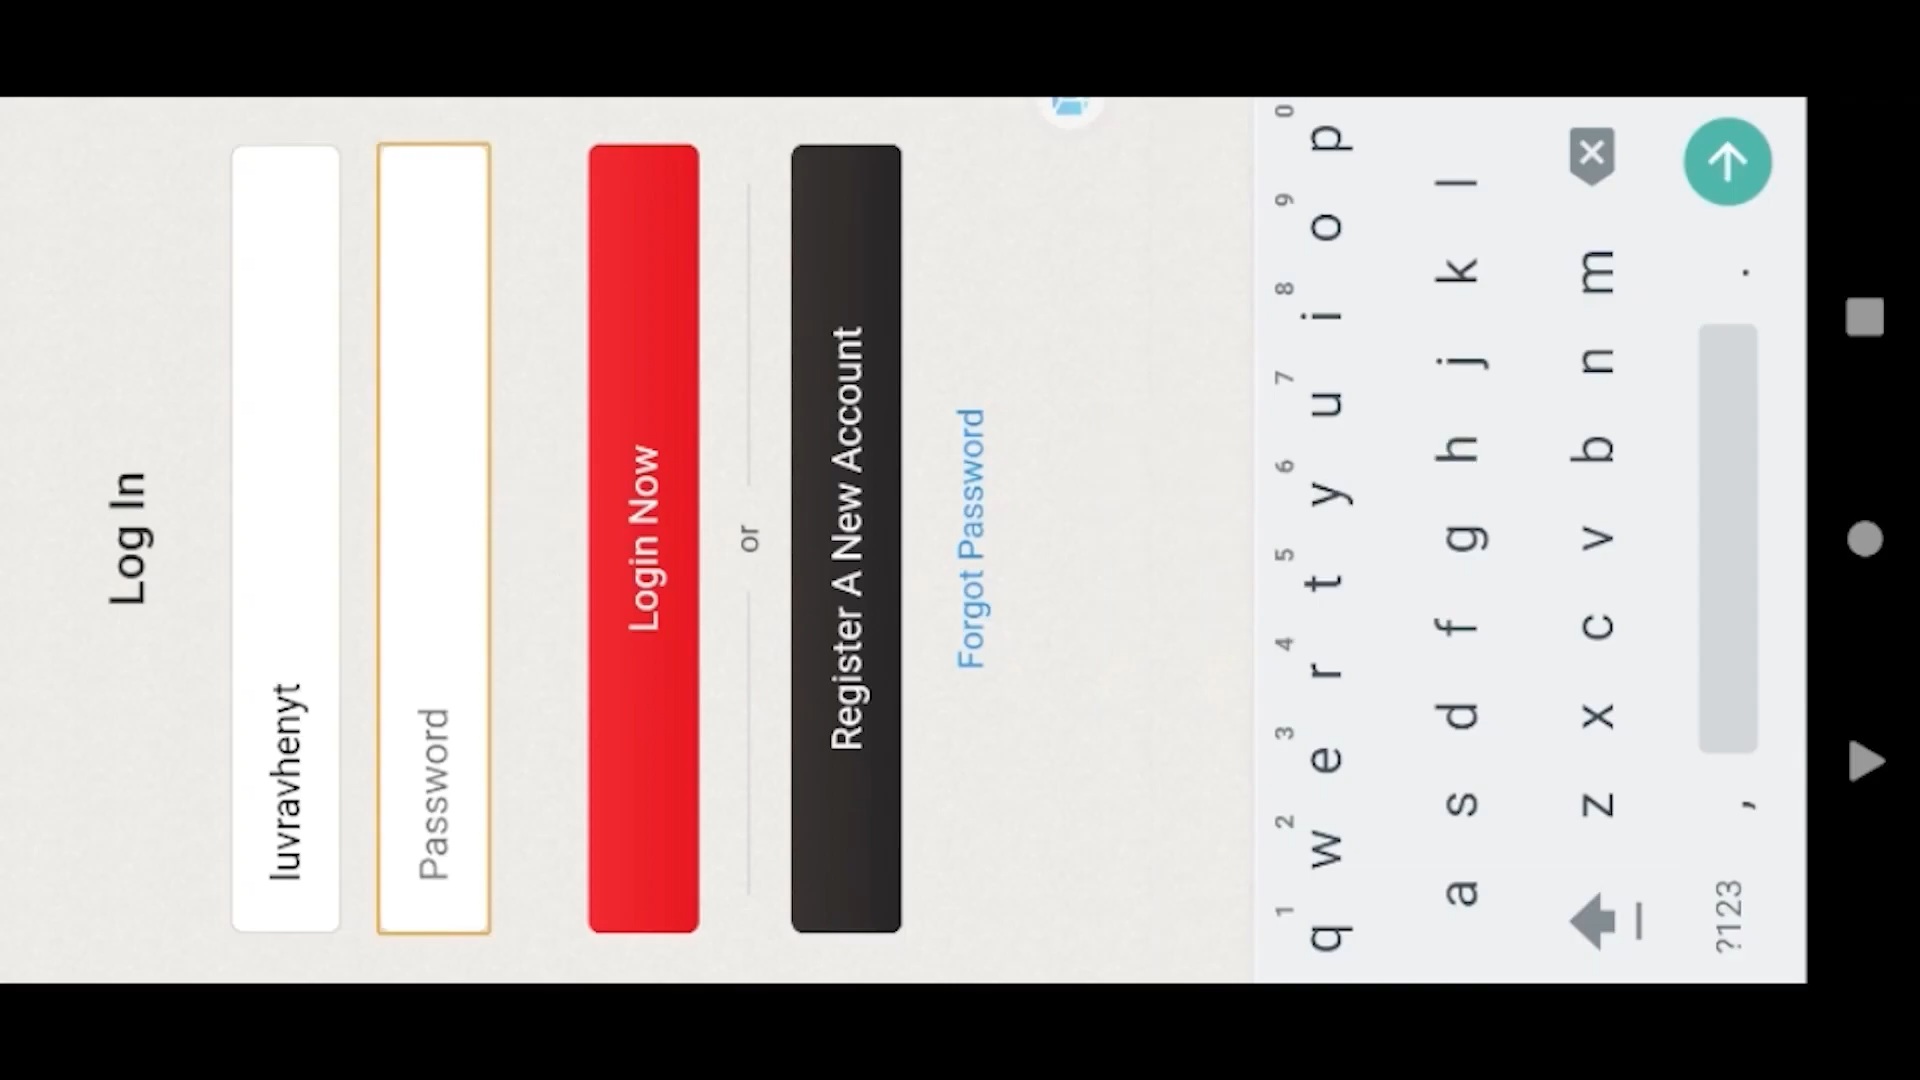 Log In
luvravhenyt
Password
Login Now
or
Register A New Account
Forgot Password
1 2 3 4 5 6 7 8 9 0
q w e r t y u i o p
a s d f g h j k l
z x c v b n m
?123 , .